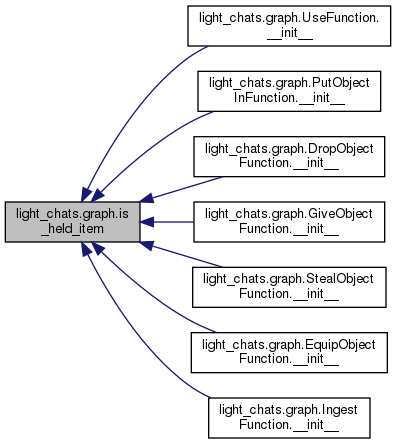 light_chats.graph.UseFunction.
__init__
light_chats.graph.PutObject
InFunction.__init__
light_chats.graph.DropObject
Function.__init__
light_chats.graph.is
_held_item
light_chats.graph.GiveObject
Function.__init__
light_chats.graph.StealObject
Function.__init__
light_chats.graph.EquipObject
Function.__init__
light_chats.graph.Ingest
Function.__init__